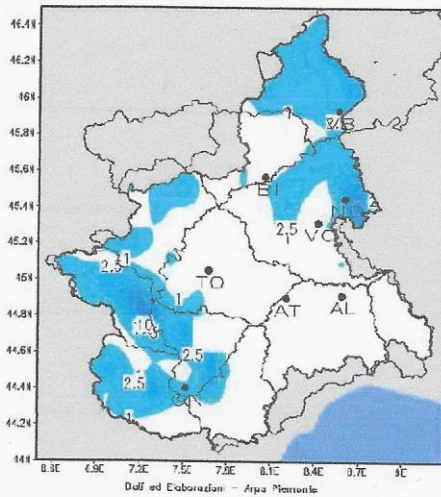 46.4N
46.2N
46N
45.8N
45.6N
45.4N
45.2N
45N
44.8N
44.6N
44.4N
44.2N
44N
1
VB
BI
NO
2.5
VC
2.5
1
1
TO
AT
AL
10
2.5
2.5
1
6.6E 6.9E 7.2E 7.5E 7.8E 8.1E 8.4E 8.7E 9E
Dati ed Elaborazioni - Arpa Piemonte